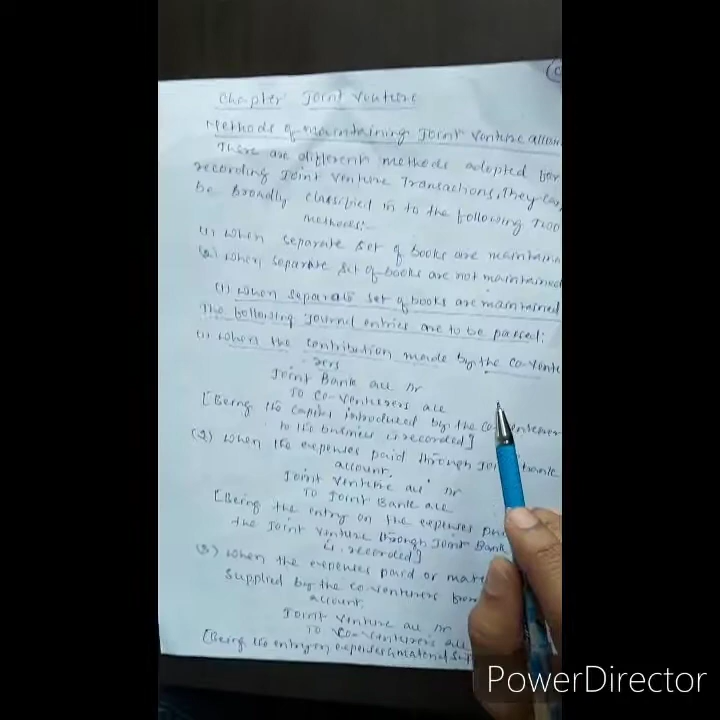 Chapter Joint Venture
Methods of maintaining Joint Venture
There are different methods adopted for
recording Joint Venture Transactions, They can
be broadly classified in to the following Two
methods:-
(1) When separate set of books are
(2) When separate set of books are not maintained
(1) When separate set of books are maintained
The following Journal entries are to be passed:
(1) When the contribution made by the Co-Ventu
-rers
Joint Bank a/c Dr
To Co-Venturers a/c
[Being the capital introduced by the
to the business is recorded]
(2) When the expenses paid through Joint bank
account.
Joint Venture a/c Dr
To Joint Bank a/c
[Being the entry on the expenses
the Joint Venture through Joint Bank
is recorded]
(3) When the expenses paid or
supplied by the co-venturers
account.
Joint Venture a/c Dr
To Co-Venturers a/c
[Being the entry on expenses
PowerDirector